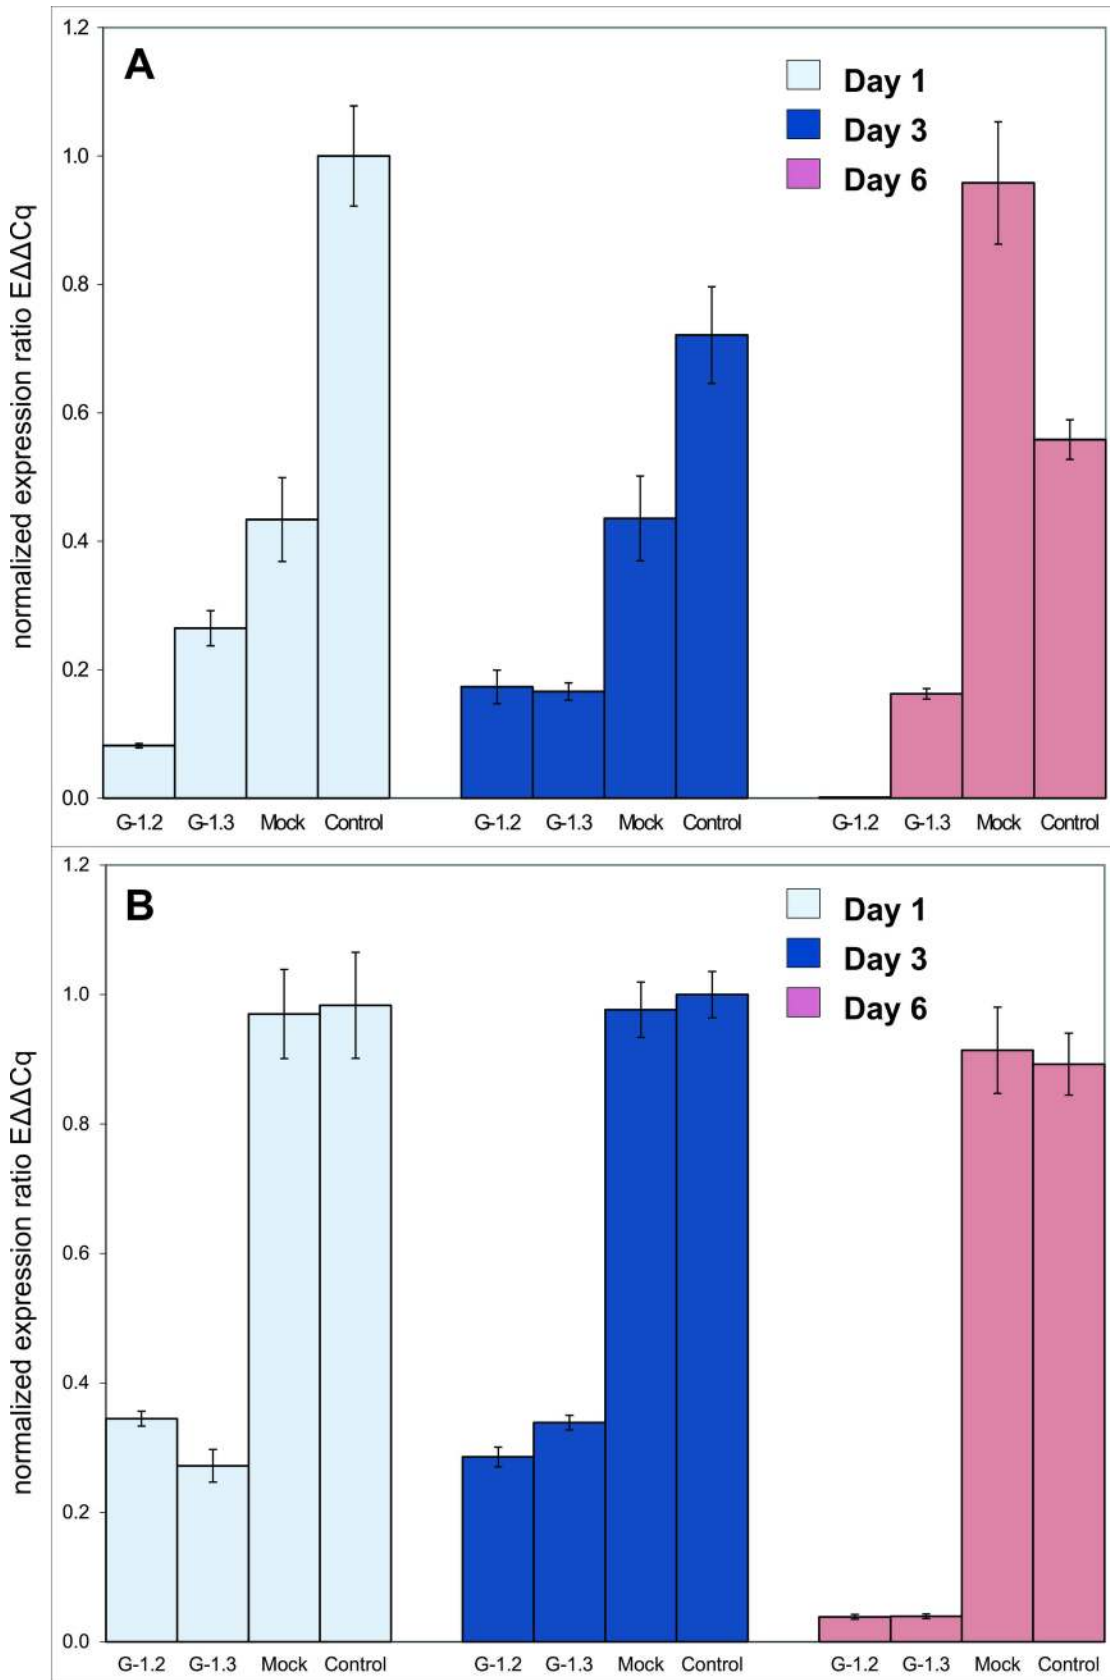 A
Day 1
Day 3
Day 6
normalized expression ratio EΔΔCq
1.2
1.0
0.8
0.6
0.4
0.2
0.0
G-1.2 G-1.3 Mock Control G-1.2 G-1.3 Mock Control G-1.2 G-1.3 Mock Control
B
Day 1
Day 3
Day 6
normalized expression ratio EΔΔCq
1.2
1.0
0.8
0.6
0.4
0.2
0.0
G-1.2 G-1.3 Mock Control G-1.2 G-1.3 Mock Control G-1.2 G-1.3 Mock Control